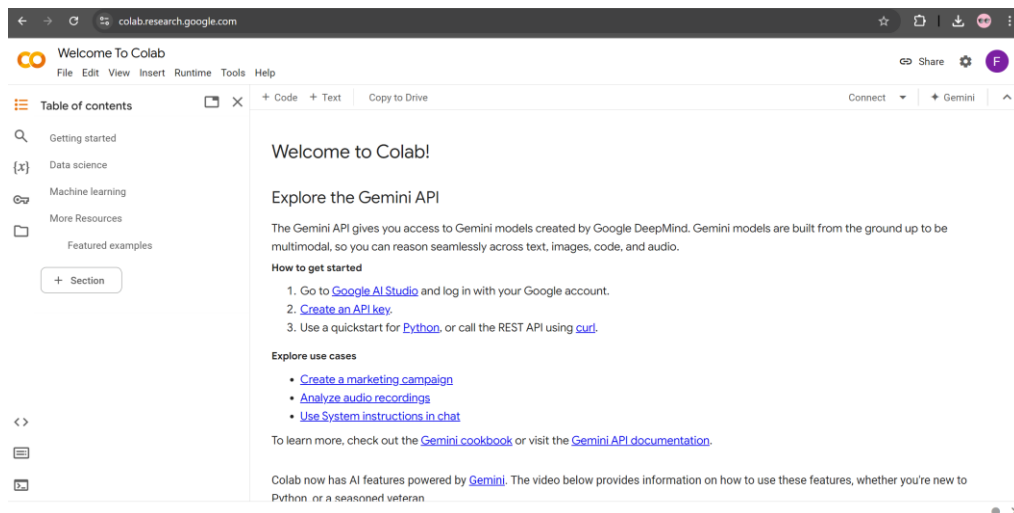 colab.research.google.com
Welcome To Colab
File Edit View Insert Runtime Tools Help
Share
F
Table of contents
+ Code + Text Copy to Drive
Connect
Gemini
Getting started
{x}
Data science
Machine learning
More Resources
Featured examples
+ Section
Welcome to Colab!
Explore the Gemini API
The Gemini API gives you access to Gemini models created by Google DeepMind. Gemini models are built from the ground up to be
multimodal, so you can reason seamlessly across text, images, code, and audio.
How to get started
1. Go to Google AI Studio and log in with your Google account.
2. Create an API key.
3. Use a quickstart for Python, or call the REST API using curl.
Explore use cases
• Create a marketing campaign
• Analyze audio recordings
• Use System instructions in chat
To learn more, check out the Gemini cookbook or visit the Gemini API documentation.
Colab now has AI features powered by Gemini. The video below provides information on how to use these features, whether you're new to
Python, or a seasoned veteran